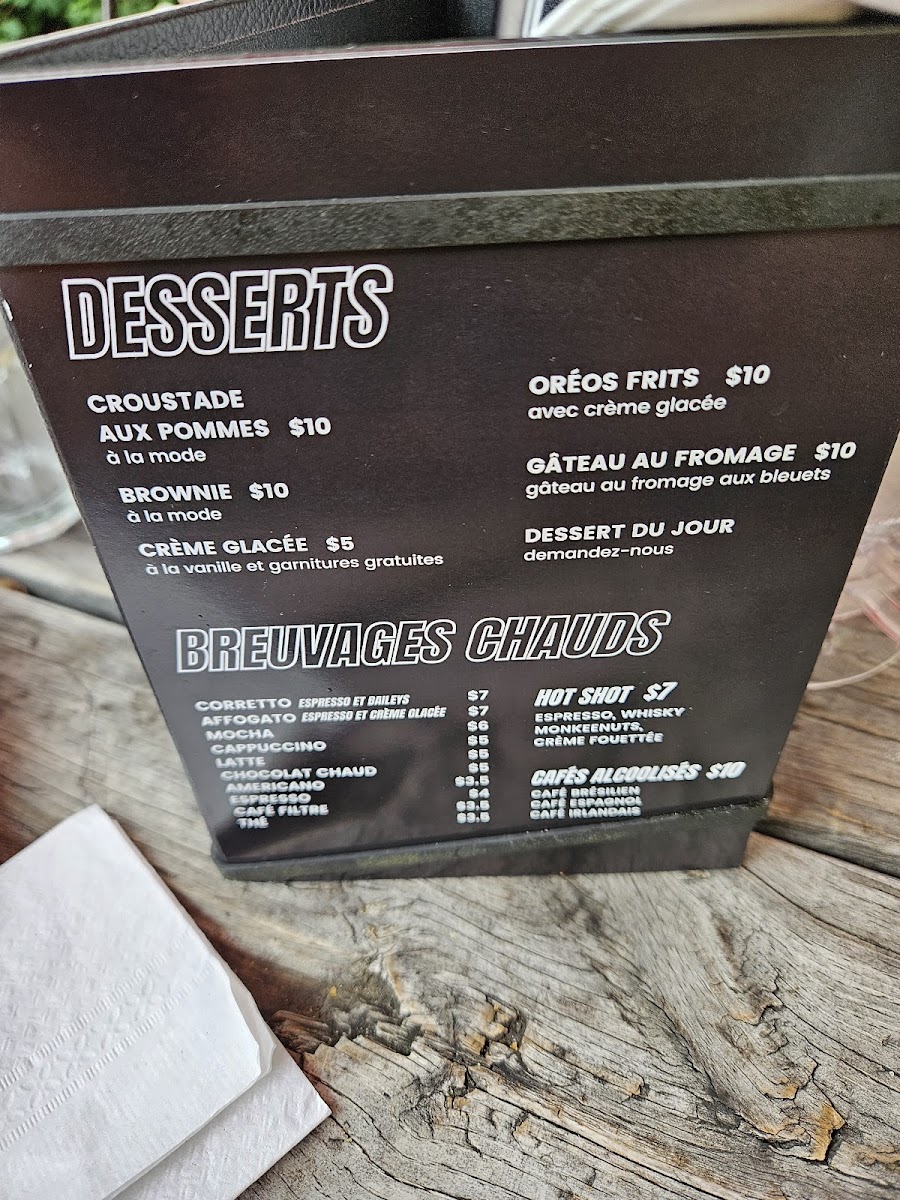 DESSERTS
CROUSTADE
AUX POMMES $10
à la mode
BROWNIE $10
à la mode
CRÈME GLACÉE $5
à la vanille et garnitures gratuites
ORÉOS FRITS $10
avec crème glacée
GÂTEAU AU FROMAGE $10
gâteau au fromage aux bleuets
DESSERT DU JOUR
demandez-nous
BREUVAGES CHAUDS
CORRETTO ESPRESSO ET BAILEYS $7
AFFOGATO ESPRESSO ET CRÈME GLACÉE $7
MOCHA $6
CAPPUCCINO $5
LATTE $5
CHOCOLAT CHAUD $5
AMERICANO $3,5
ESPRESSO $4
CAFÉ FILTRE $3,5
THÉ $3,5
HOT SHOT $7
ESPRESSO, WHISKY
MONKEENUTS,
CRÈME FOUETTÉE
CAFÉS ALCOOLISÉS $10
CAFÉ BRÉSILIEN
CAFÉ ESPAGNOL
CAFÉ IRLANDAIS